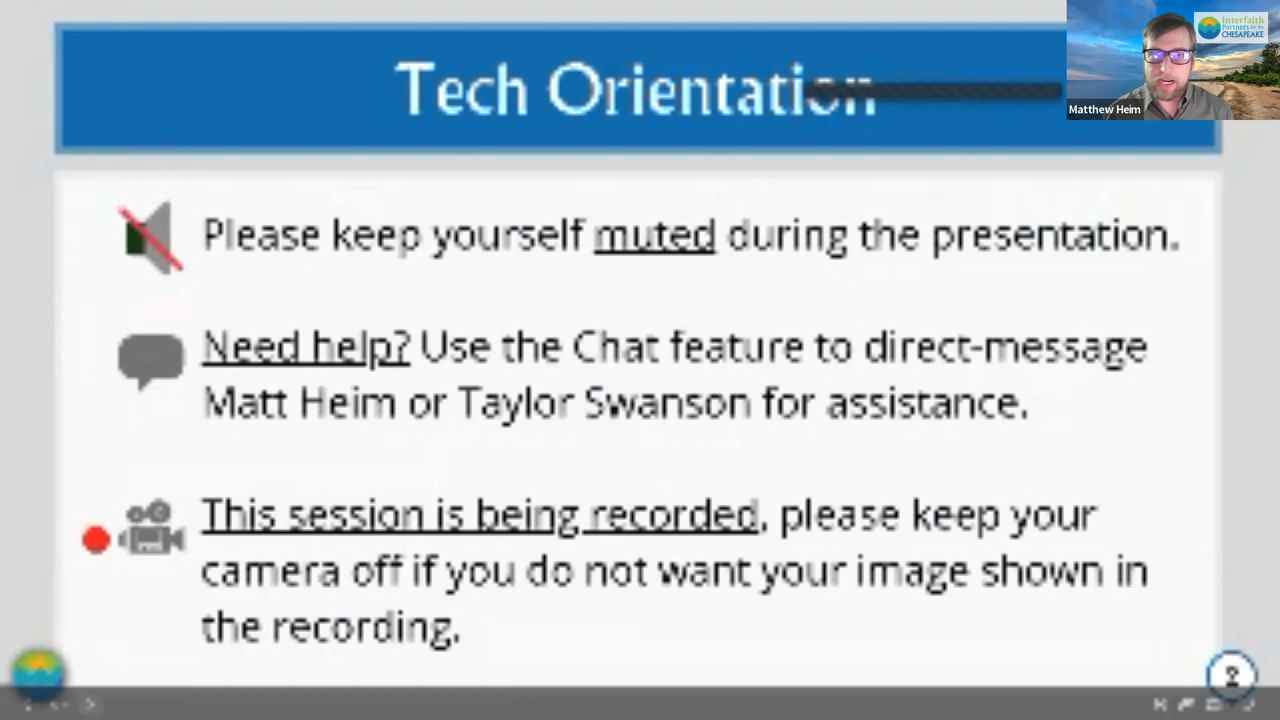 Tech Orientation
Interfaith
Partners for the
CHESAPEAKE
Matthew Heim
Please keep yourself muted during the presentation.
Need help? Use the Chat feature to direct-message
Matt Heim or Taylor Swanson for assistance.
This session is being recorded, please keep your
camera off if you do not want your image shown in
the recording.
2